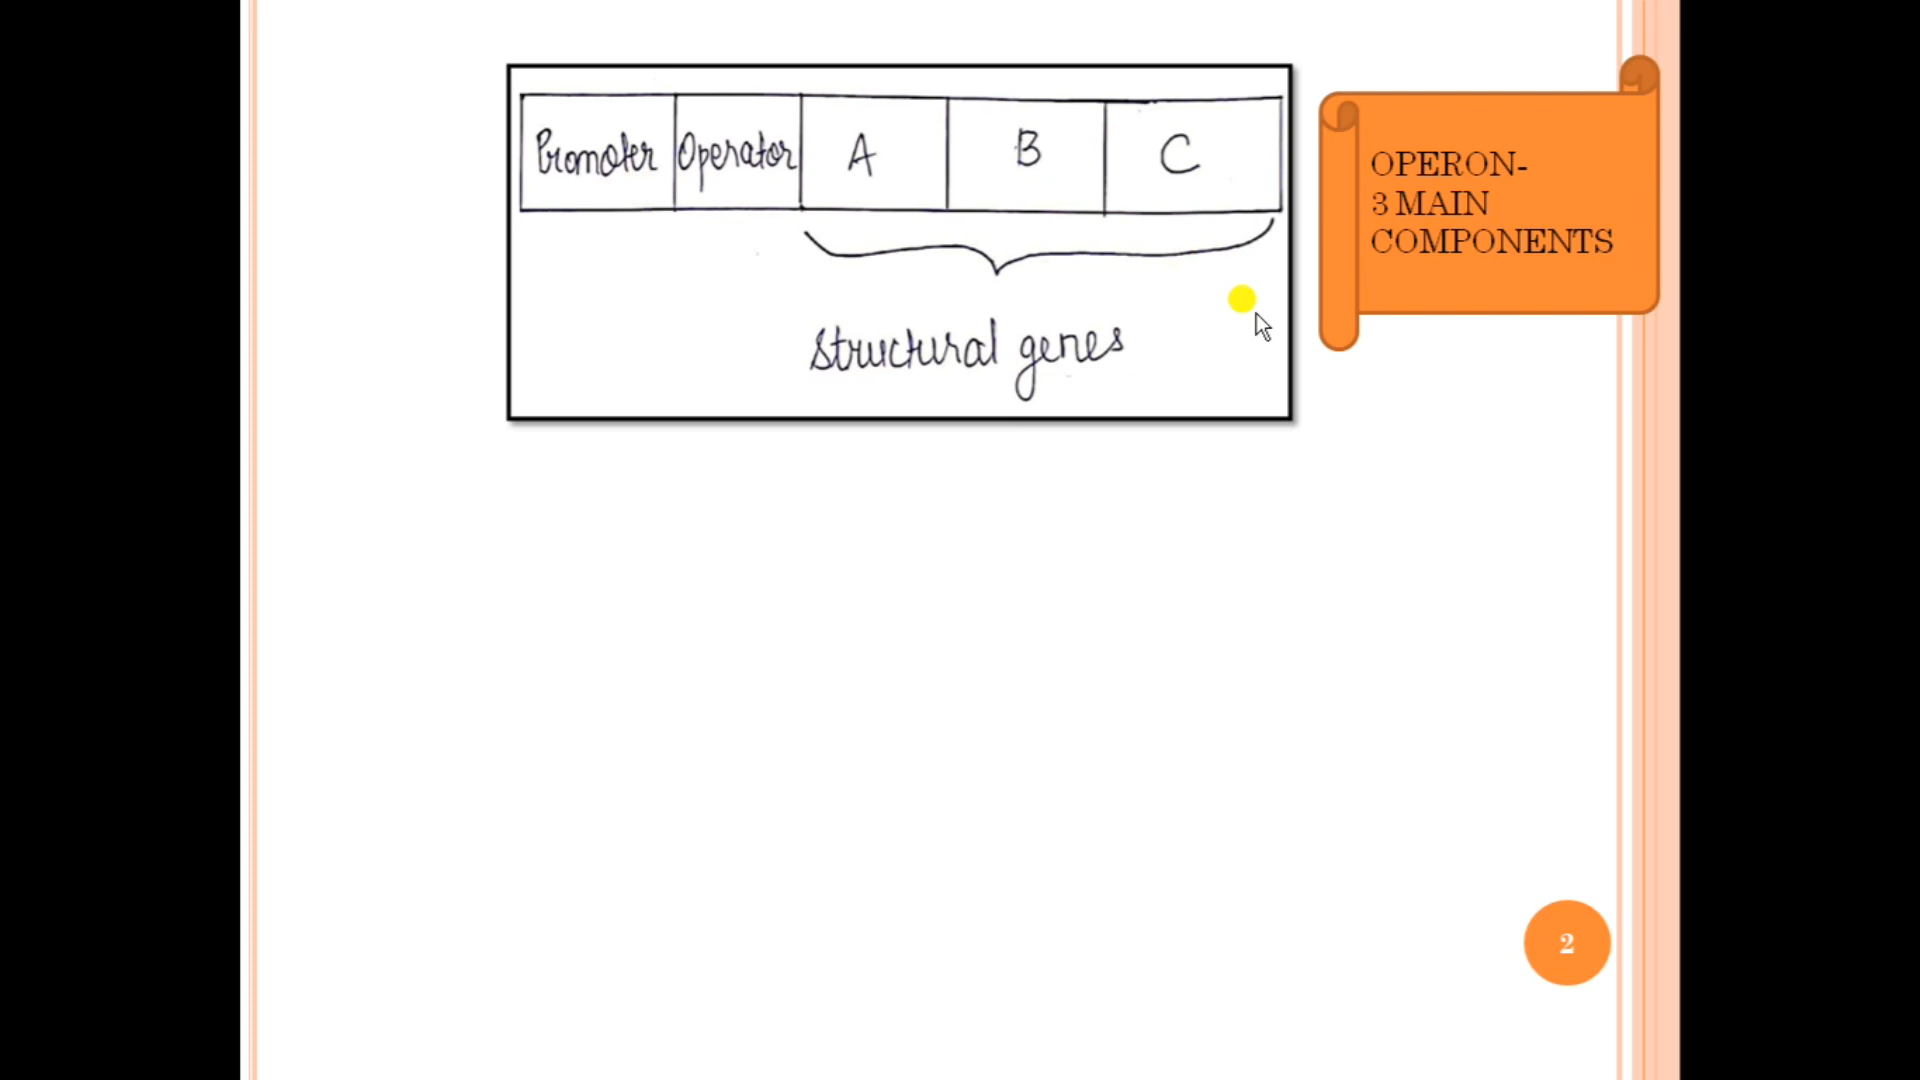 Promoter Operator A B C
structural genes
OPERON-
3 MAIN
COMPONENTS
2